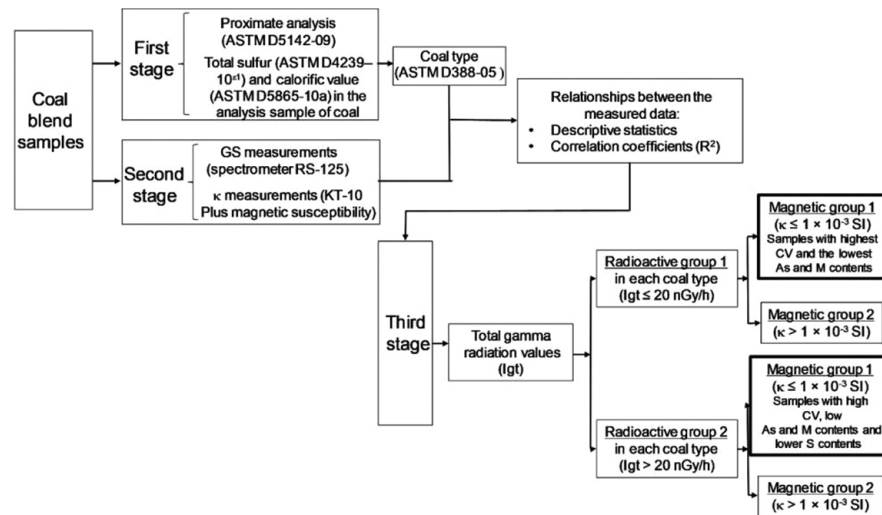 Coal blend
samples
First
stage
Proximate analysis
(ASTM D5142-09)
Total sulfur (ASTM D4239–
10ᵉ¹) and calorific value
(ASTM D5865-10a) in the
analysis sample of coal
Coal type
(ASTM D388-05)
Second
stage
GS measurements
(spectrometer RS-125)
κ measurements (KT-10
Plus magnetic susceptibility)
Relationships between the
measured data:
• Descriptive statistics
• Correlation coefficients (R²)
Third
stage
Total gamma
radiation values
(Igt)
Radioactive group 1
in each coal type
(Igt ≤ 20 nGy/h)
Magnetic group 1
(κ ≤ 1 × 10⁻³ SI)
Samples with highest
CV and the lowest
As and M contents
Magnetic group 2
(κ > 1 × 10⁻³ SI)
Radioactive group 2
in each coal type
(Igt > 20 nGy/h)
Magnetic group 1
(κ ≤ 1 × 10⁻³ SI)
Samples with high
CV, low
As and M contents and
lower S contents
Magnetic group 2
(κ > 1 × 10⁻³ SI)